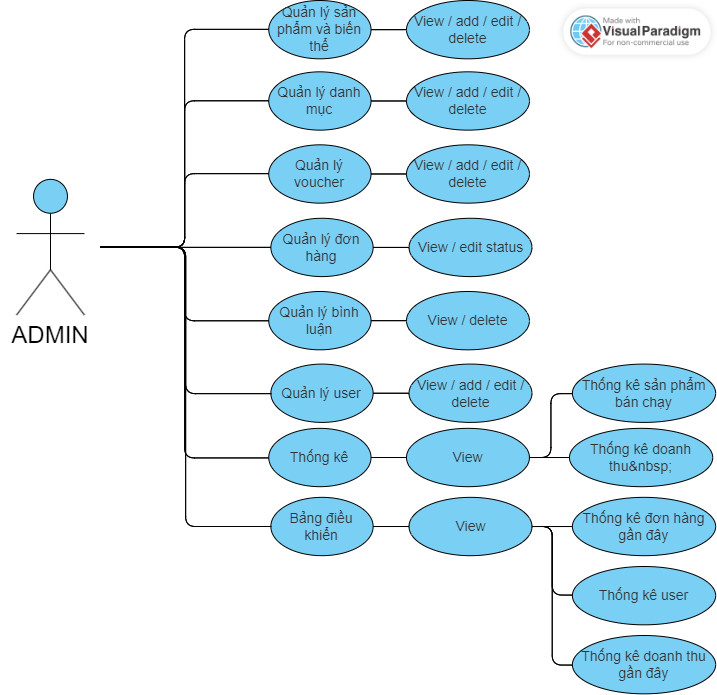 Quản lý sản
phẩm và biến
thể
View / add / edit /
delete
Made with
VisualParadigm
For non-commercial use
Quản lý danh
mục
View / add / edit /
delete
Quản lý
voucher
View / add / edit /
delete
Quản lý đơn
hàng
View / edit status
ADMIN
Quản lý bình
luận
View / delete
Quản lý user
View / add / edit /
delete
Thống kê sản phẩm
bán chạy
Thống kê
View
Thống kê doanh
thu&nbsp;
Bảng điều
khiển
View
Thống kê đơn hàng
gần đây
Thống kê user
Thống kê doanh thu
gần đây